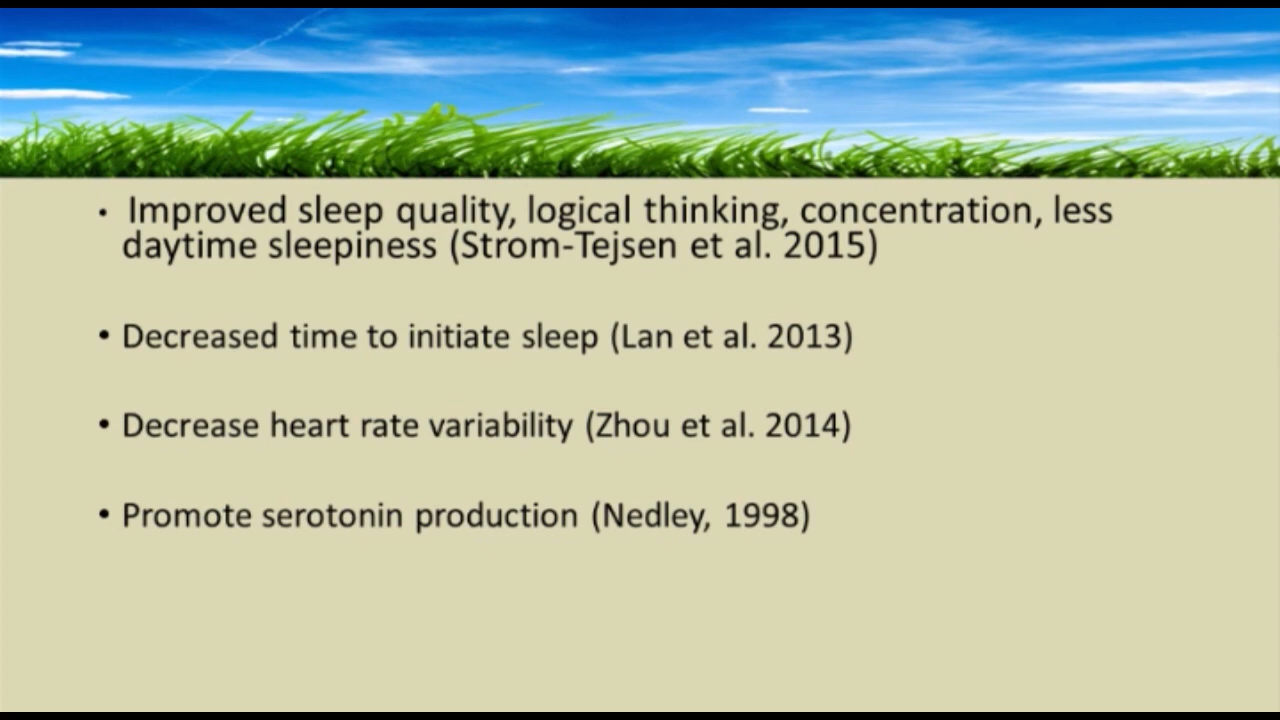 • Improved sleep quality, logical thinking, concentration, less
daytime sleepiness (Strom-Tejsen et al. 2015)
• Decreased time to initiate sleep (Lan et al. 2013)
• Decrease heart rate variability (Zhou et al. 2014)
• Promote serotonin production (Nedley, 1998)